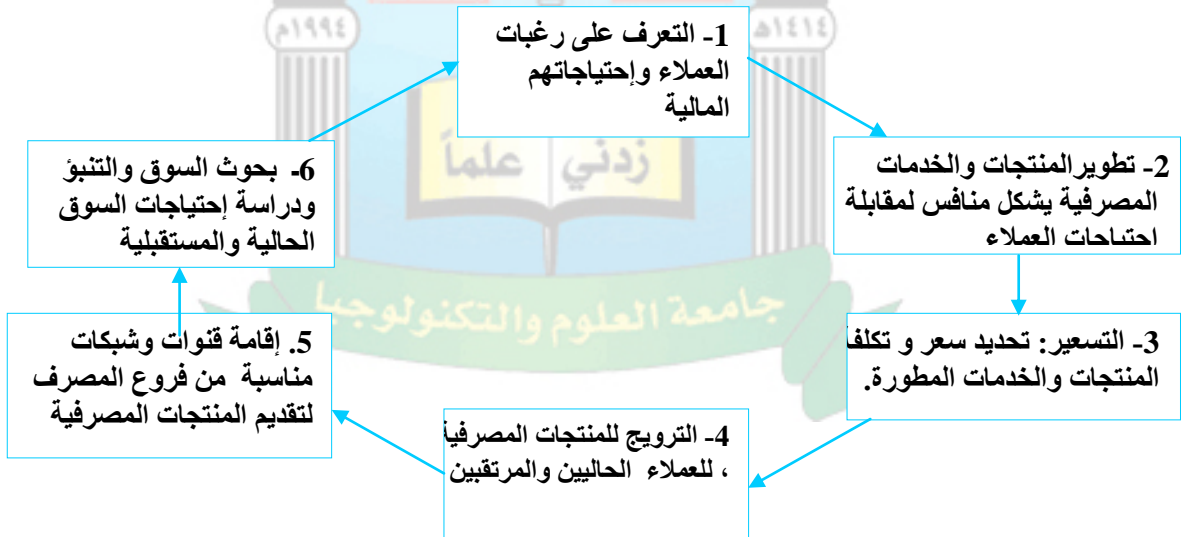 ١٤١٤هـ
١٩٩٤م
1- التعرف على رغبات
العملاء وإحتياجاتهم
المالية
زدني علماً
2- تطويرالمنتجات والخدمات
المصرفية يشكل منافس لمقابلة
احتياجات العملاء
جامعة العلوم والتكنولوجيا
3- التسعير: تحديد سعر و تكلفة
المنتجات والخدمات المطورة.
4- الترويج للمنتجات المصرفية
، للعملاء الحاليين والمرتقبين
5. إقامة قنوات وشبكات
مناسبة من فروع المصرف
لتقديم المنتجات المصرفية
6- بحوث السوق والتنبؤ
ودراسة إحتياجات السوق
الحالية والمستقبلية